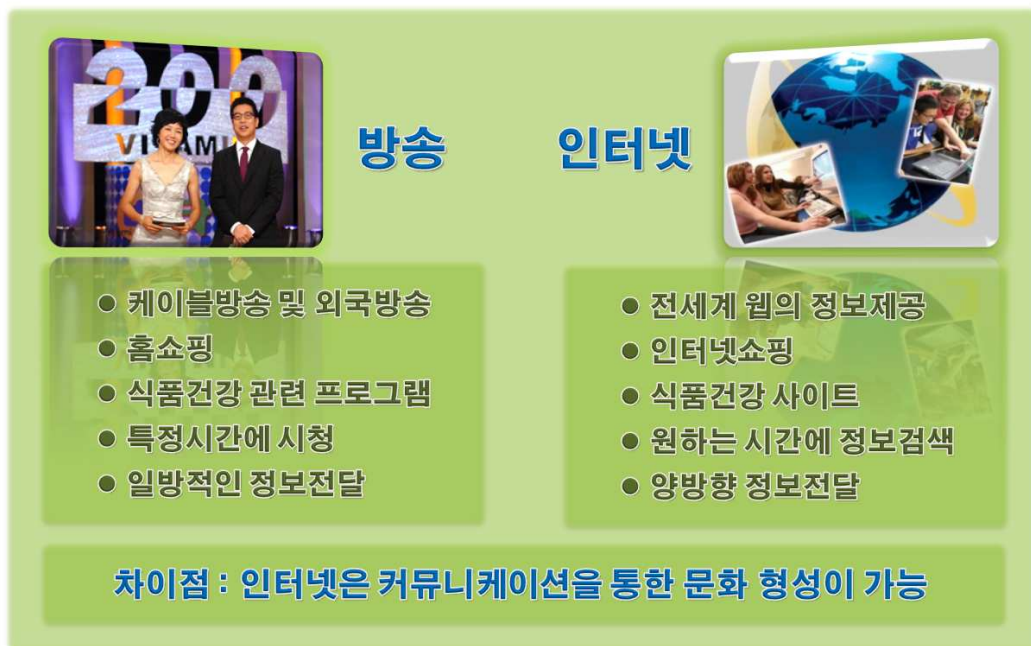 200
방송
인터넷
● 케이블방송 및 외국방송
● 홈쇼핑
● 식품건강 관련 프로그램
● 특정시간에 시청
● 일방적인 정보전달
● 전세계 웹의 정보제공
● 인터넷쇼핑
● 식품건강 사이트
● 원하는 시간에 정보검색
● 양방향 정보전달
차이점 : 인터넷은 커뮤니케이션을 통한 문화 형성이 가능